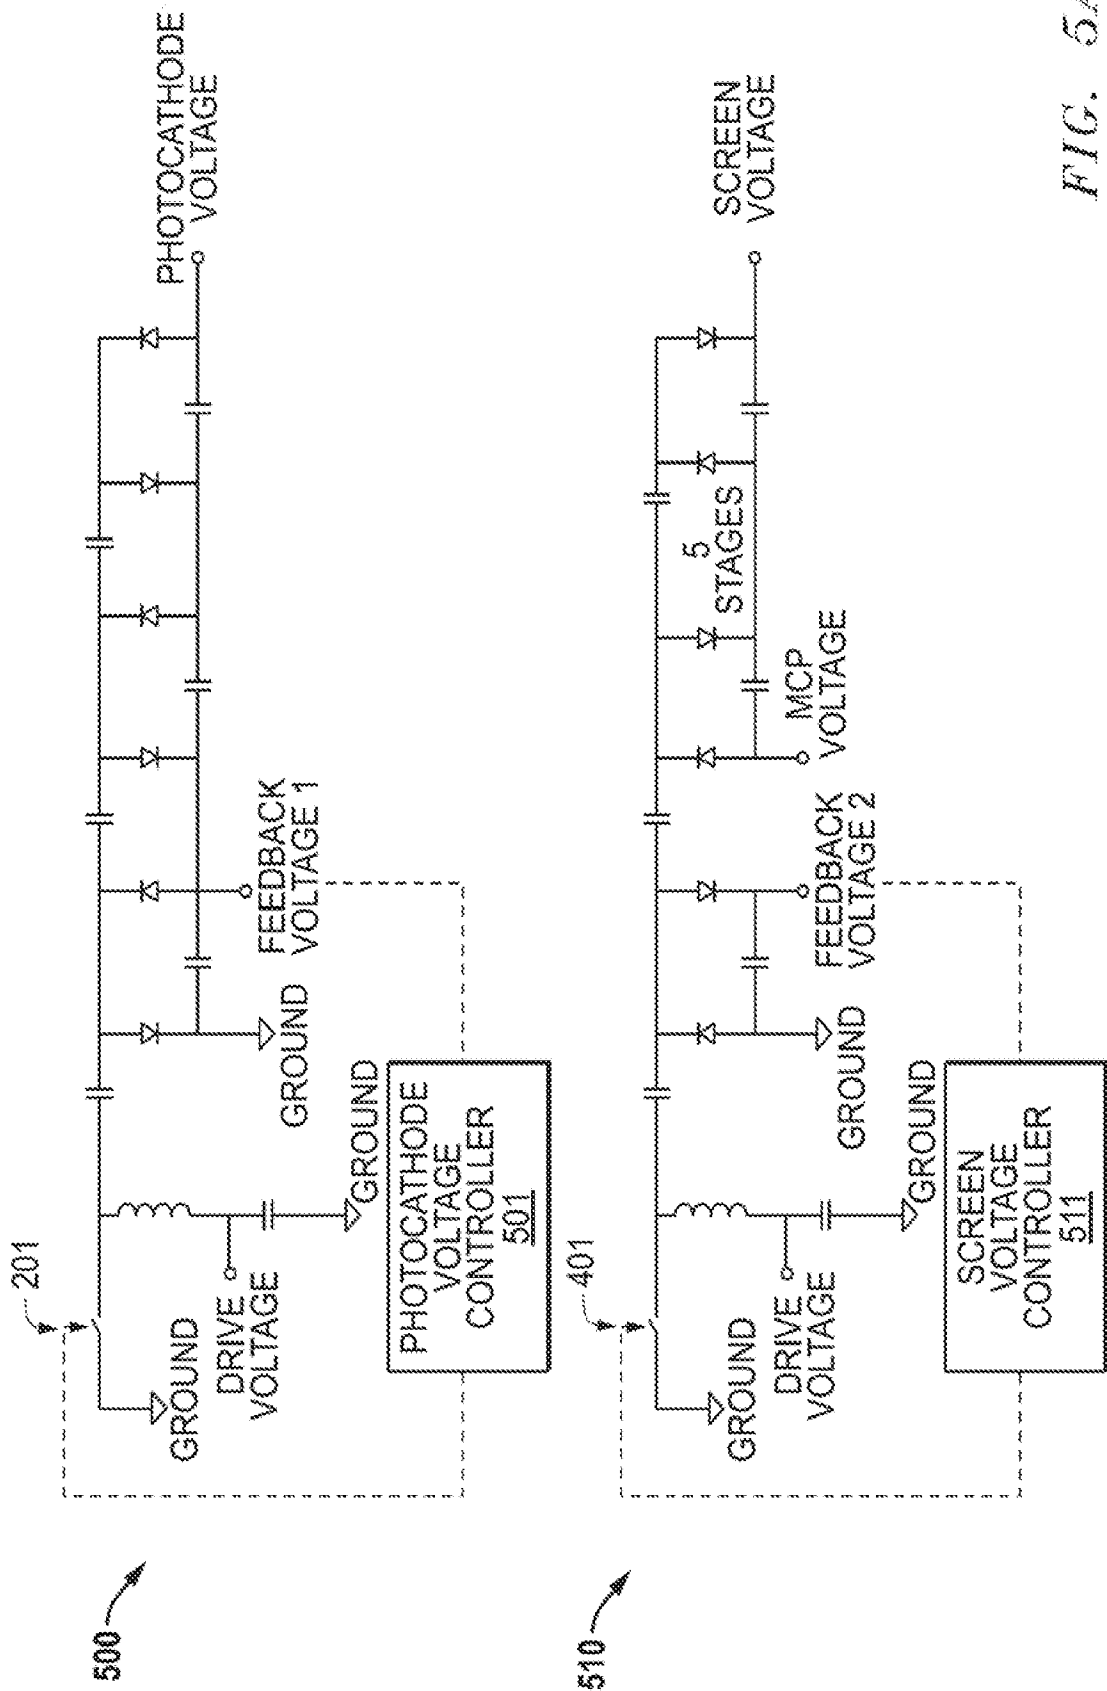 500
201
GROUND
DRIVE
VOLTAGE
GROUND
GROUND
FEEDBACK
VOLTAGE 1
PHOTOCATHODE
VOLTAGE
PHOTOCATHODE
VOLTAGE
CONTROLLER
501
510
401
GROUND
DRIVE
VOLTAGE
GROUND
GROUND
FEEDBACK
VOLTAGE 2
MCP
VOLTAGE
5
STAGES
SCREEN
VOLTAGE
SCREEN
VOLTAGE
CONTROLLER
511
FIG. 5A